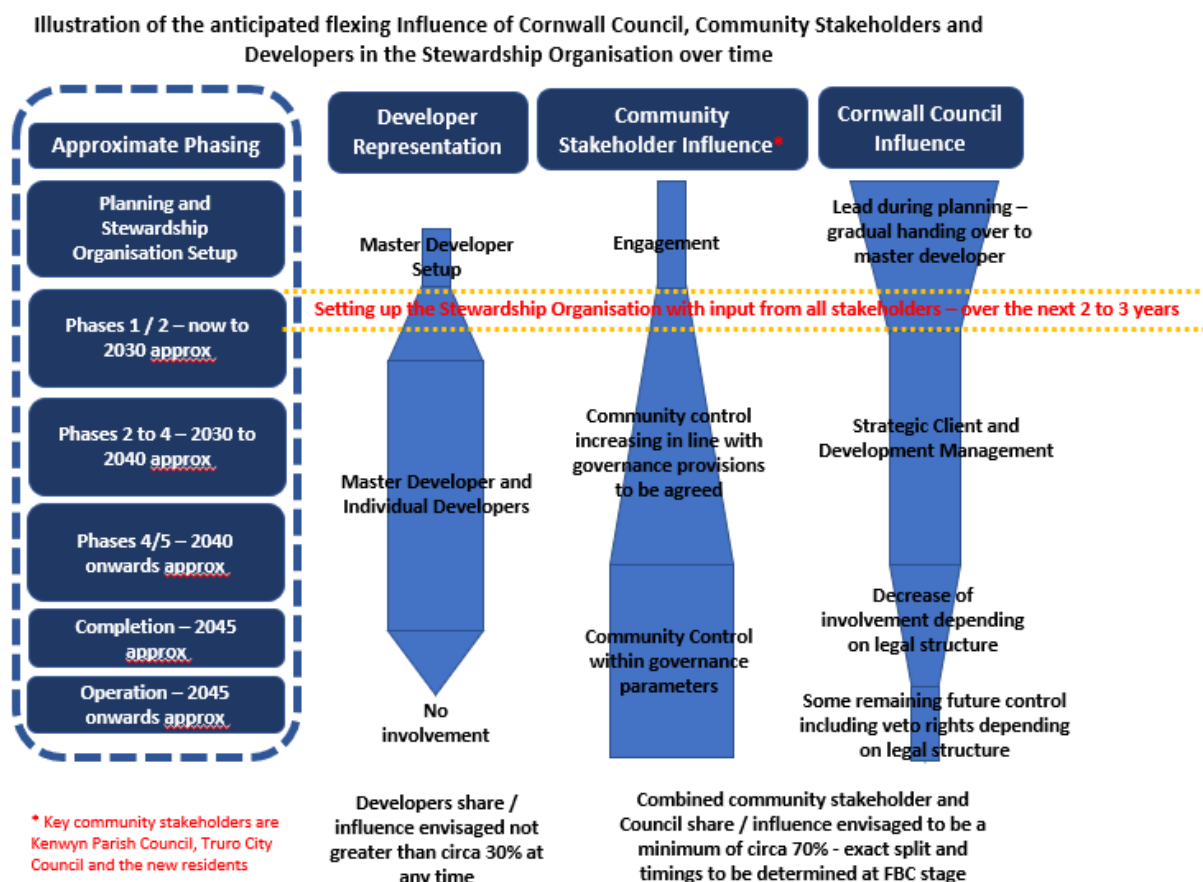 Illustration of the anticipated flexing Influence of Cornwall Council, Community Stakeholders and
Developers in the Stewardship Organisation over time
Approximate Phasing
Planning and
Stewardship
Organisation Setup
Phases 1 / 2 – now to
2030 approx
Phases 2 to 4 – 2030 to
2040 approx
Phases 4/5 – 2040
onwards approx
Completion – 2045
approx
Operation – 2045
onwards approx
* Key community stakeholders are
Kenwyn Parish Council, Truro City
Council and the new residents
Developer
Representation
Master Developer
Setup
Setting up the Stewardship Organisation with input from all stakeholders – over the next 2 to 3 years
Master Developer and
Individual Developers
No
involvement
Developers share /
influence envisaged not
greater than circa 30% at
any time
Community
Stakeholder Influence*
Engagement
Community control
increasing in line with
governance provisions
to be agreed
Community Control
within governance
parameters
Cornwall Council
Influence
Lead during planning –
gradual handing over to
master developer
Strategic Client and
Development Management
Decrease of
involvement depending
on legal structure
Some remaining future control
including veto rights depending
on legal structure
Combined community stakeholder and
Council share / influence envisaged to be a
minimum of circa 70% - exact split and
timings to be determined at FBC stage